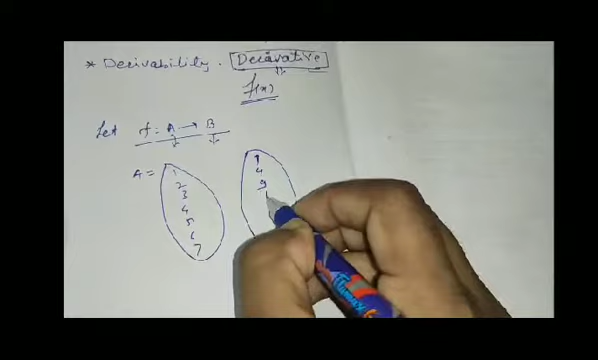 * Derivability. Derivative
f(x)
Let f: A → B
A =
1
2
3
4
5
6
7
1
4
9